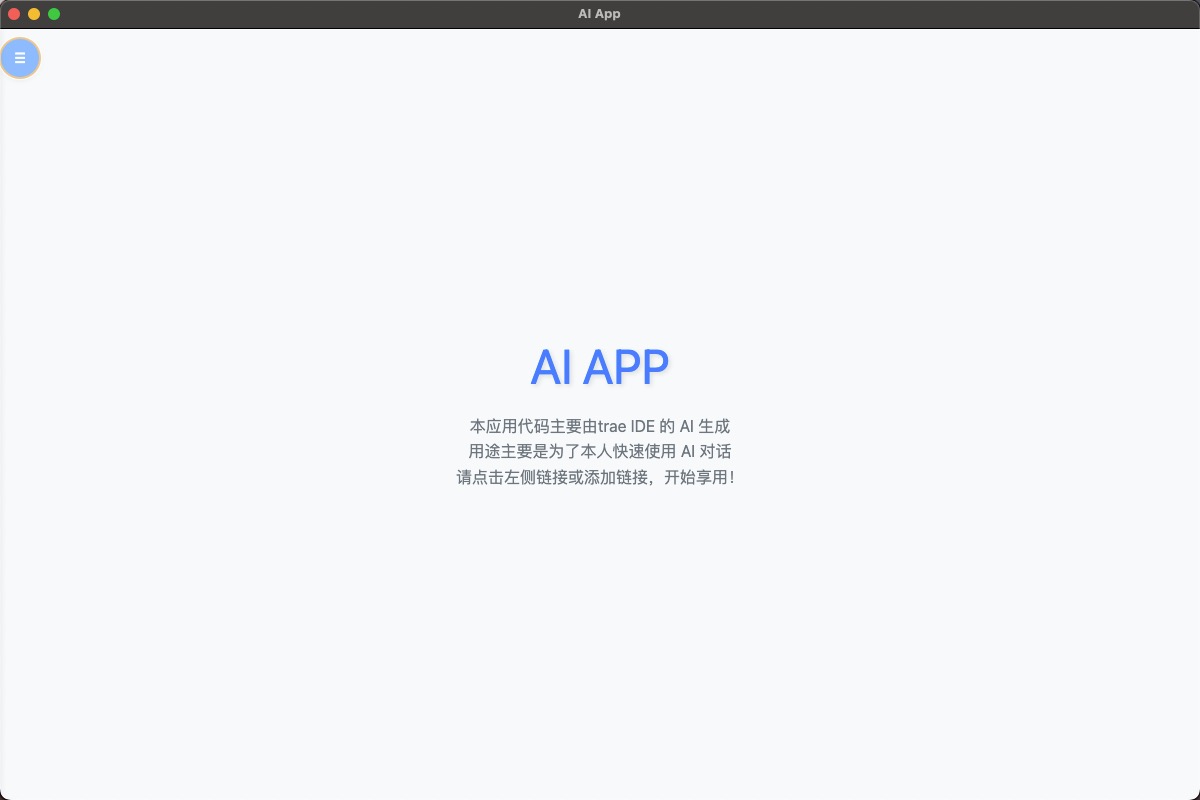 AI App
AI APP
本应用代码主要由trae IDE 的 AI 生成
用途主要是为了本人快速使用 AI 对话
请点击左侧链接或添加链接，开始享用！